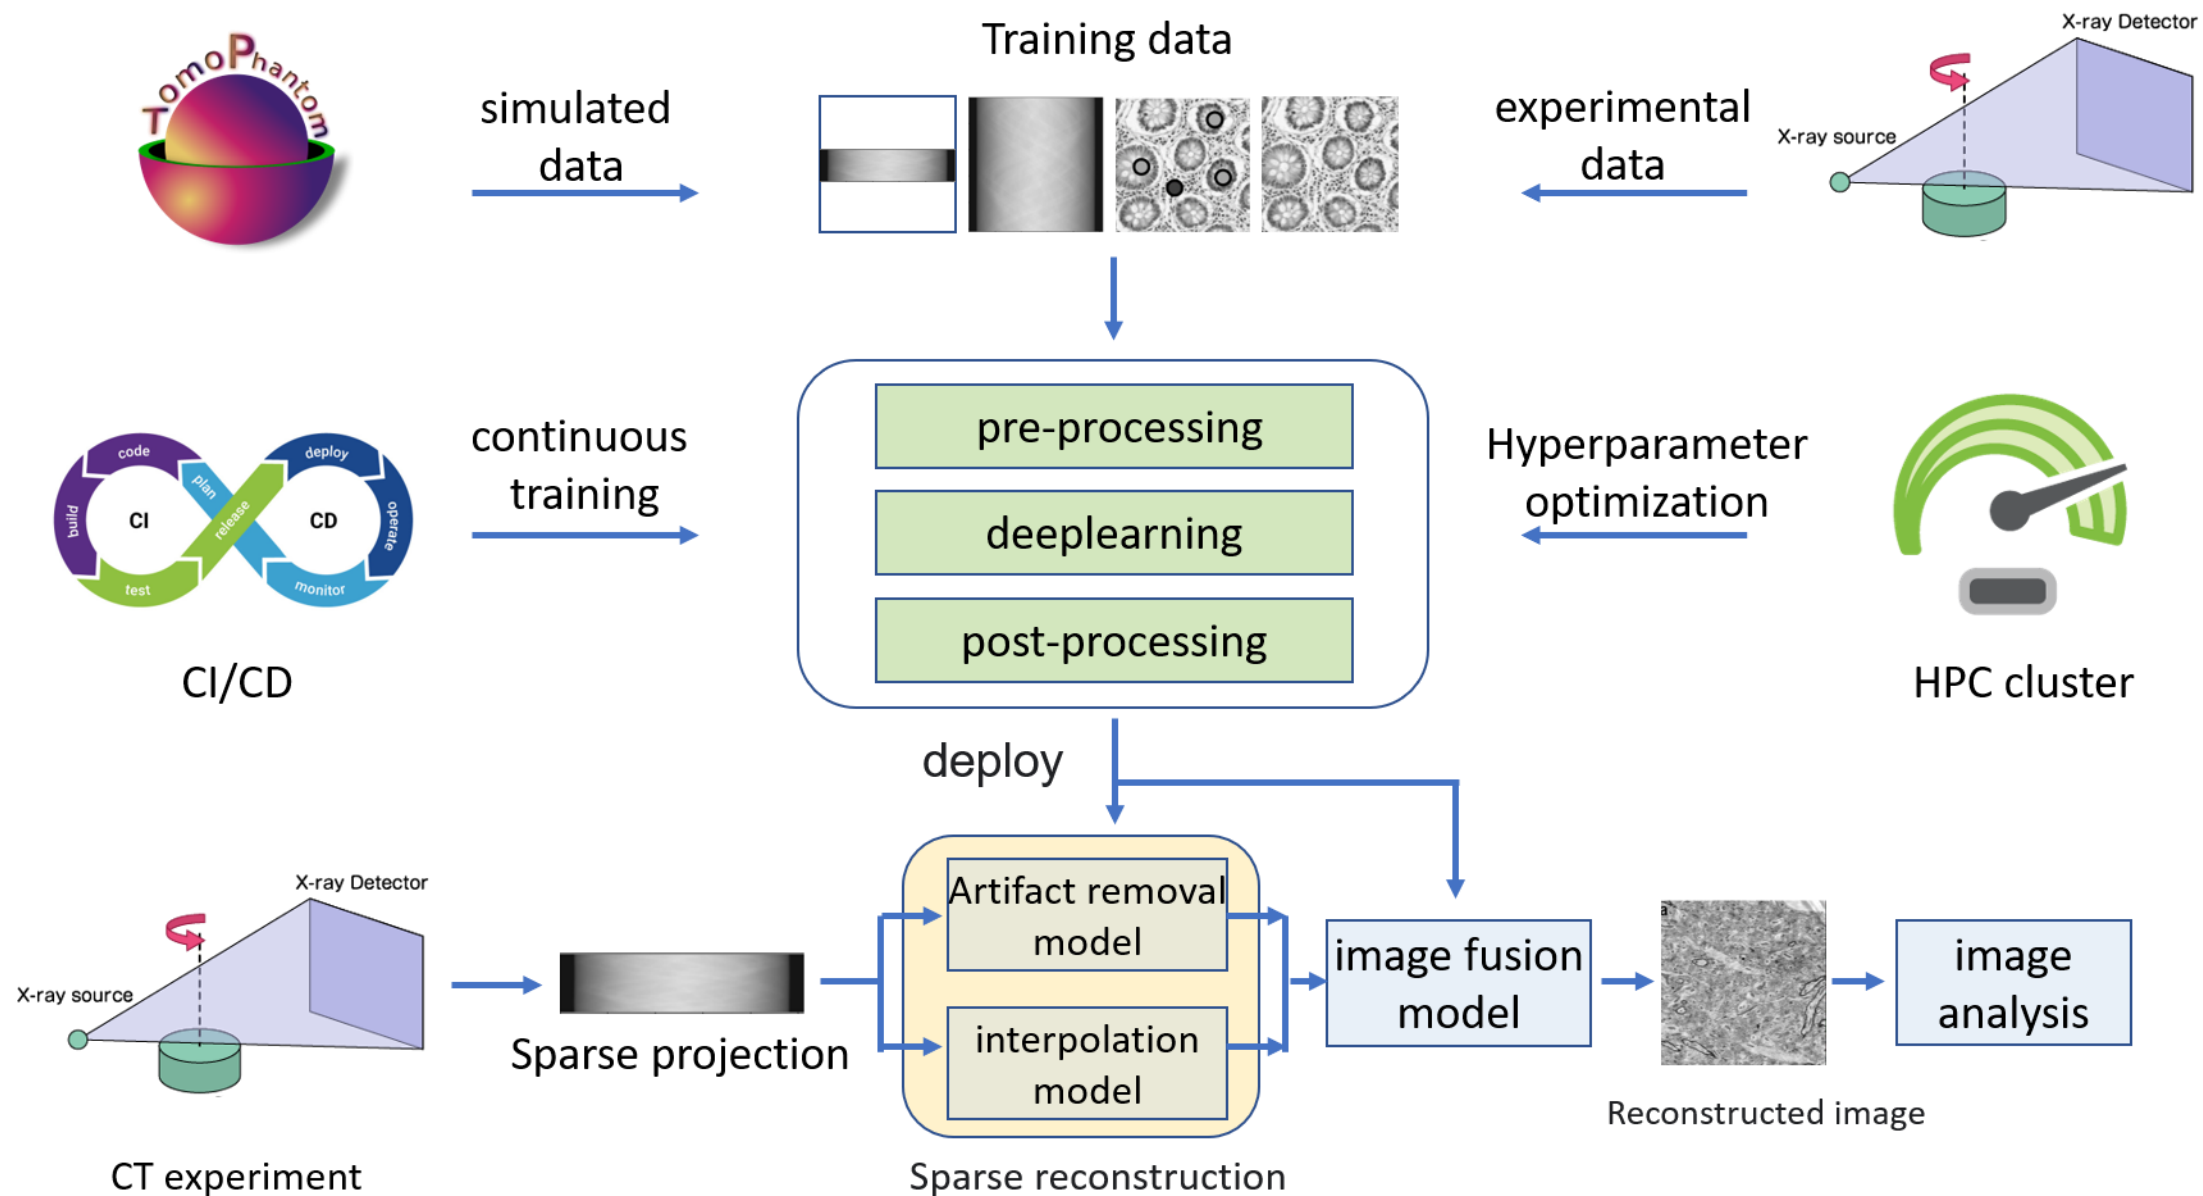 TomoPhantom
simulated
data
Training data
experimental
data
X-ray Detector
X-ray source
code
plan
build
CI
test
release
deploy
CD
operate
monitor
CI/CD
continuous
training
pre-processing
deeplearning
post-processing
Hyperparameter
optimization
HPC cluster
deploy
X-ray Detector
X-ray source
CT experiment
Sparse projection
Artifact removal
model
interpolation
model
Sparse reconstruction
image fusion
model
a
Reconstructed image
image
analysis